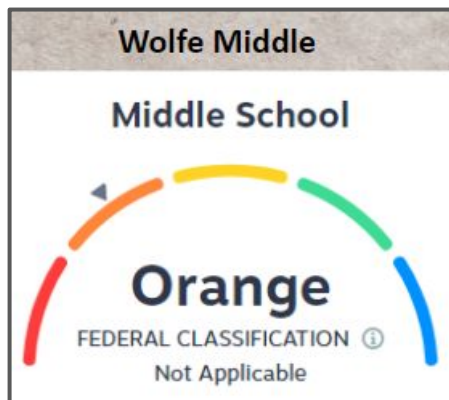 Wolfe Middle
Middle School
Orange
FEDERAL CLASSIFICATION
Not Applicable